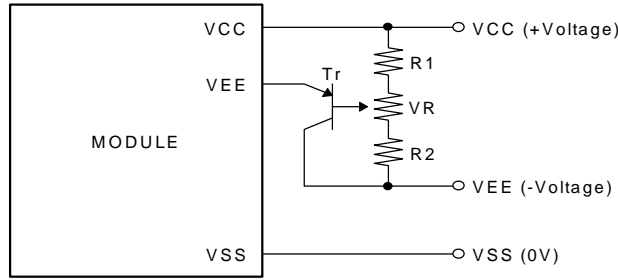 VCC
VCC (+Voltage)
R1
Tr
VEE
VR
MODULE
R2
VEE (-Voltage)
VSS
VSS (0V)